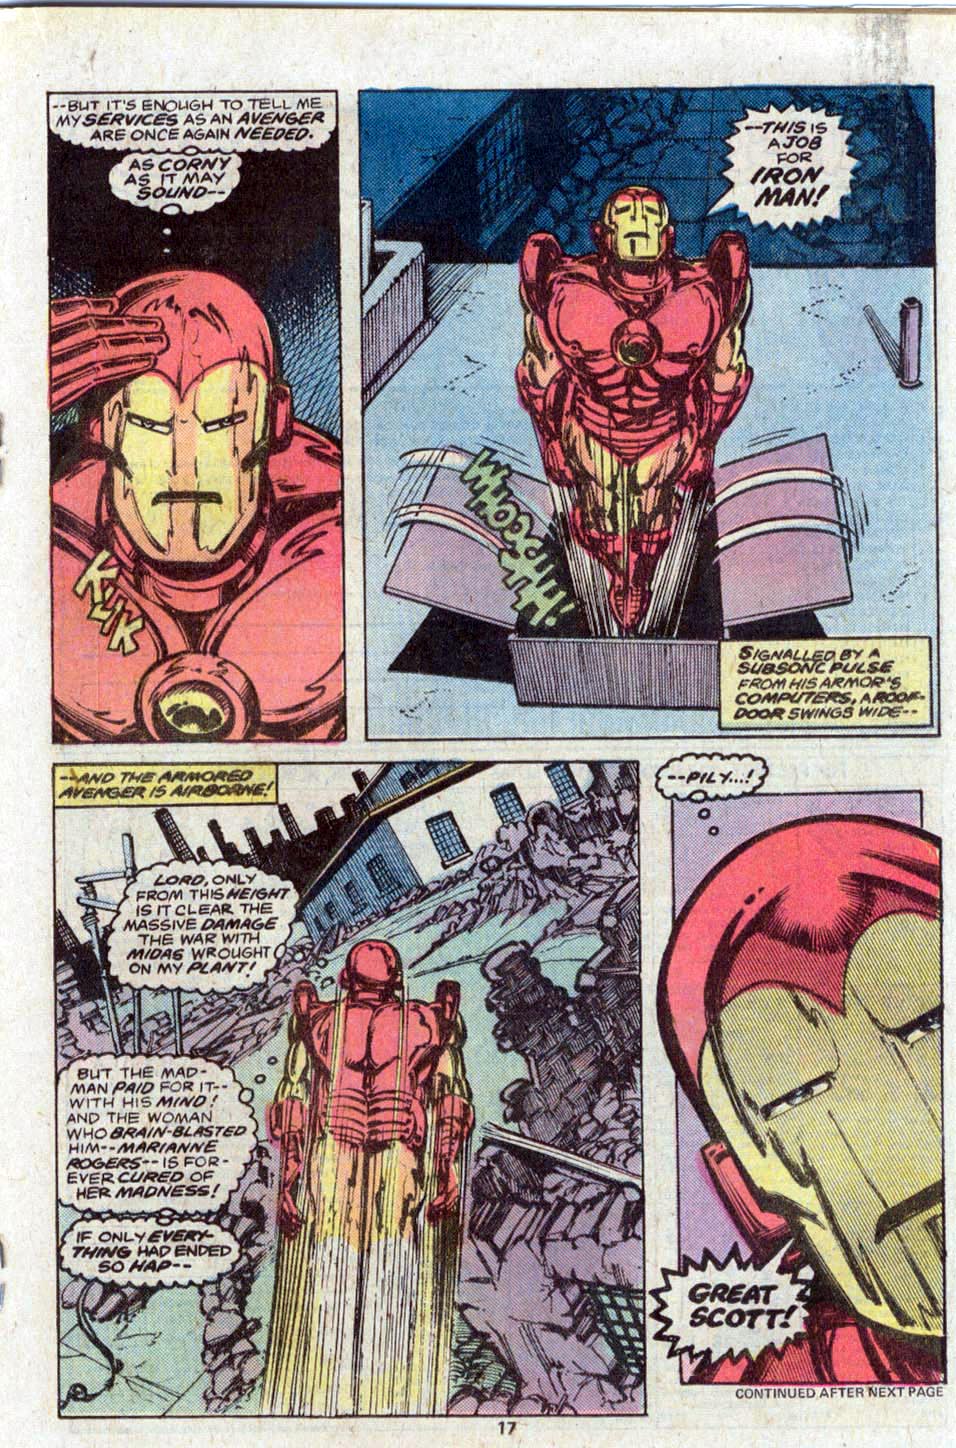 --BUT IT'S ENOUGH TO TELL ME
MY SERVICES AS AN AVENGER
ARE ONCE AGAIN NEEDED.
AS CORNY
AS IT MAY
SOUND--
KLIK
--THIS IS
A JOB
FOR
IRON
MAN!
WHOOSHH!
SIGNALLED BY A
SUBSONC PULSE
FROM HIS ARMOR'S
COMPUTERS, A ROOF-
DOOR SWINGS WIDE--
--AND THE ARMORED
AVENGER IS AIRBORNE!
LORD, ONLY
FROM THIS HEIGHT
IS IT CLEAR THE
MASSIVE DAMAGE
THE WAR WITH
MIDAS WROUGHT
ON MY PLANT!
BUT THE MAD-
MAN PAID FOR IT--
WITH HIS MIND!
AND THE WOMAN
WHO BRAIN-BLASTED
HIM--MARIANNE
ROGERS--IS FOR-
EVER CURED OF
HER MADNESS!
IF ONLY EVERY-
THING HAD ENDED
SO HAP--
--PILY...!
GREAT
SCOTT!
CONTINUED AFTER NEXT PAGE
17